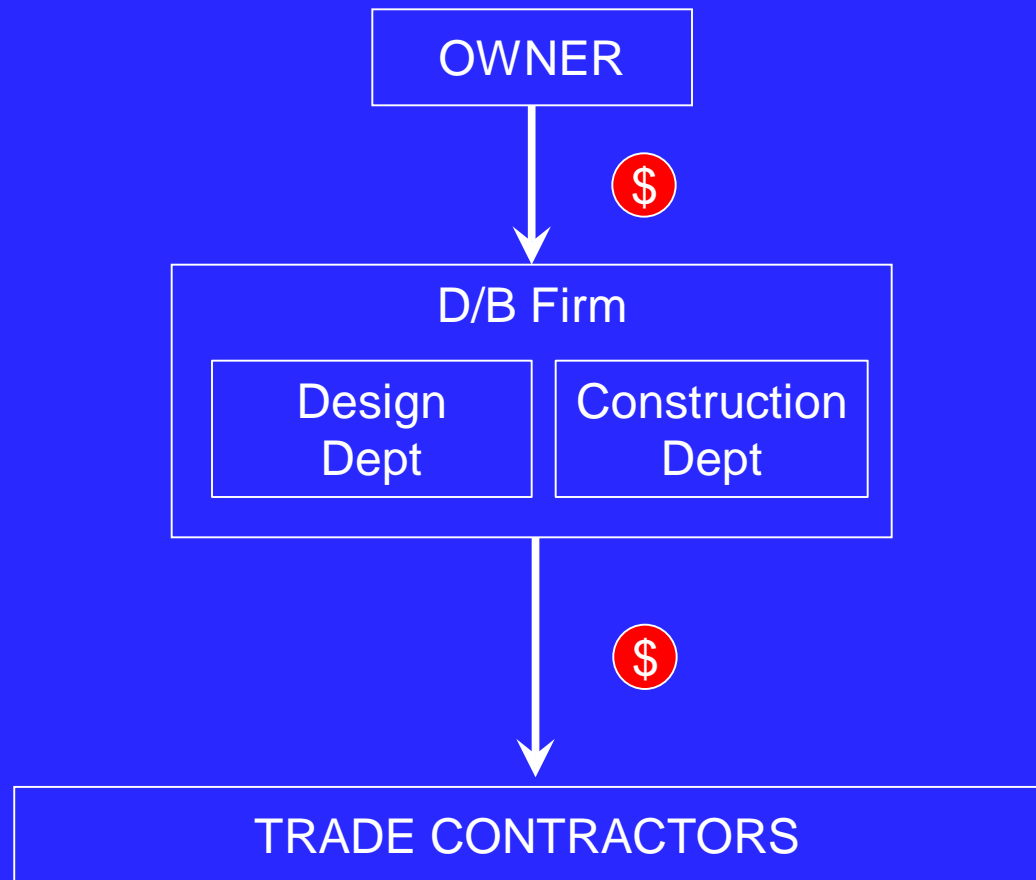 OWNER
$
D/B Firm
Design
Dept
Construction
Dept
$
TRADE CONTRACTORS